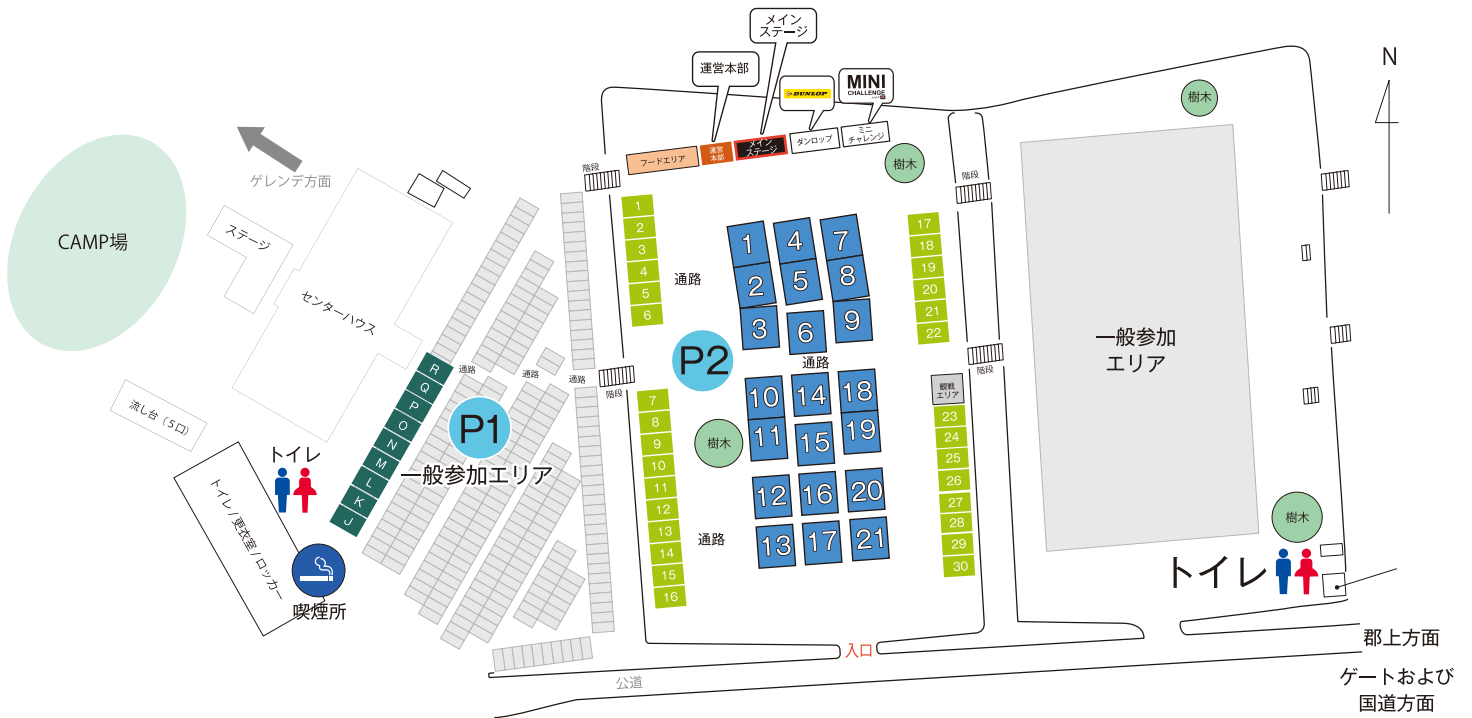 メイン
ステージ
運営本部
DUNLOP
MINI
CHALLENGE
N
樹木
フードエリア
運営
本部
メイン
ステージ
ダンロップ
ミニ
チャレンジ
樹木
階段
階段
ゲレンデ方面
CAMP場
ステージ
センターハウス
1
2
3
4
5
6
通路
1
2
3
4
5
6
7
8
9
17
18
19
20
21
22
一般参加
エリア
P2
通路
通路
通路
通路
階段
階段
R
Q
P
O
N
M
L
K
J
P1
一般参加エリア
流し台（5口）
トイレ
トイレ/更衣室/ロッカー
喫煙所
7
8
9
10
11
12
13
14
15
16
樹木
通路
10
11
12
13
14
15
16
17
18
19
20
21
観戦
エリア
23
24
25
26
27
28
29
30
樹木
トイレ
入口
公道
郡上方面
ゲートおよび
国道方面